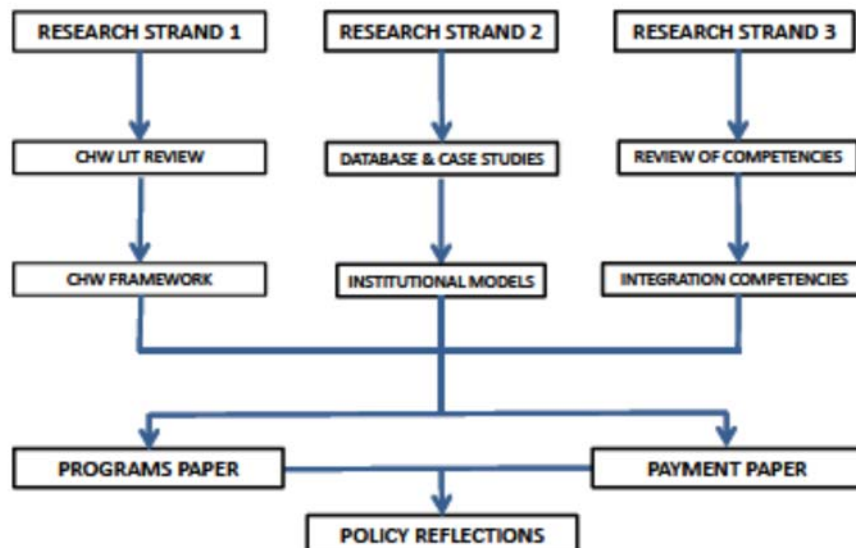 RESEARCH STRAND 1
RESEARCH STRAND 2
RESEARCH STRAND 3
CHW LIT REVIEW
DATABASE & CASE STUDIES
REVIEW OF COMPETENCIES
CHW FRAMEWORK
INSTITUTIONAL MODELS
INTEGRATION COMPETENCIES
PROGRAMS PAPER
PAYMENT PAPER
POLICY REFLECTIONS